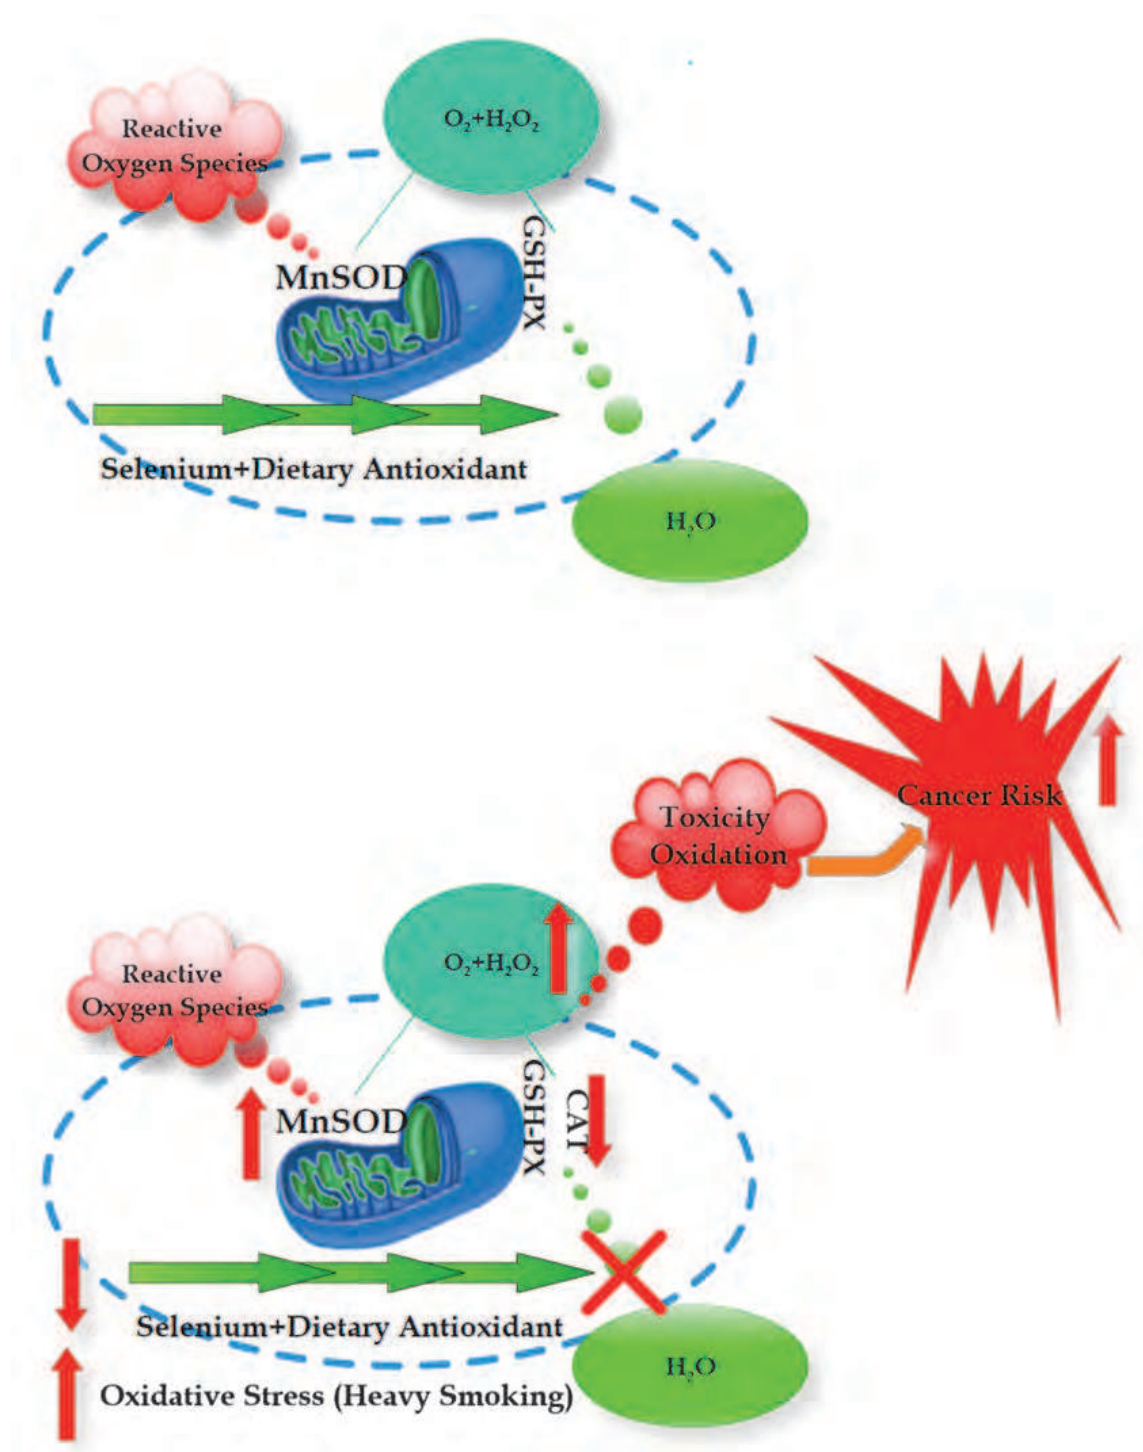 O₂+H₂O₂
Reactive
Oxygen Species
GSH-PX
MnSOD
Selenium+Dietary Antioxidant
H₂O
Cancer Risk
Toxicity
Oxidation
O₂+H₂O₂
Reactive
Oxygen Species
GSH-PX
CAT
MnSOD
Selenium+Dietary Antioxidant
H₂O
Oxidative Stress (Heavy Smoking)